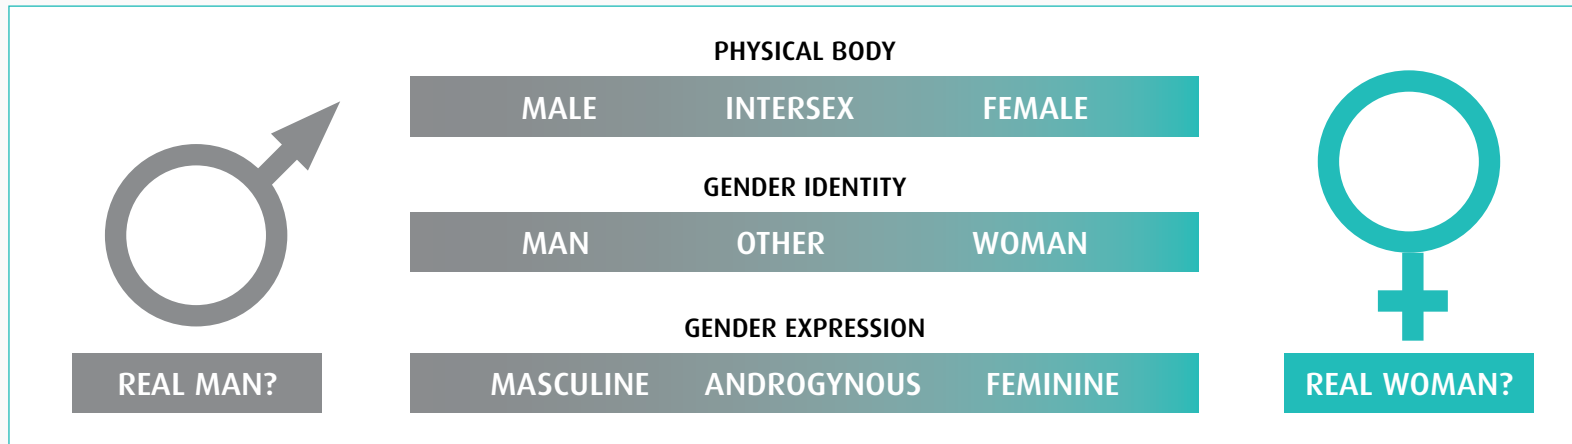 PHYSICAL BODY
MALE INTERSEX FEMALE
GENDER IDENTITY
MAN OTHER WOMAN
GENDER EXPRESSION
MASCULINE ANDROGYNOUS FEMININE
REAL MAN?
REAL WOMAN?